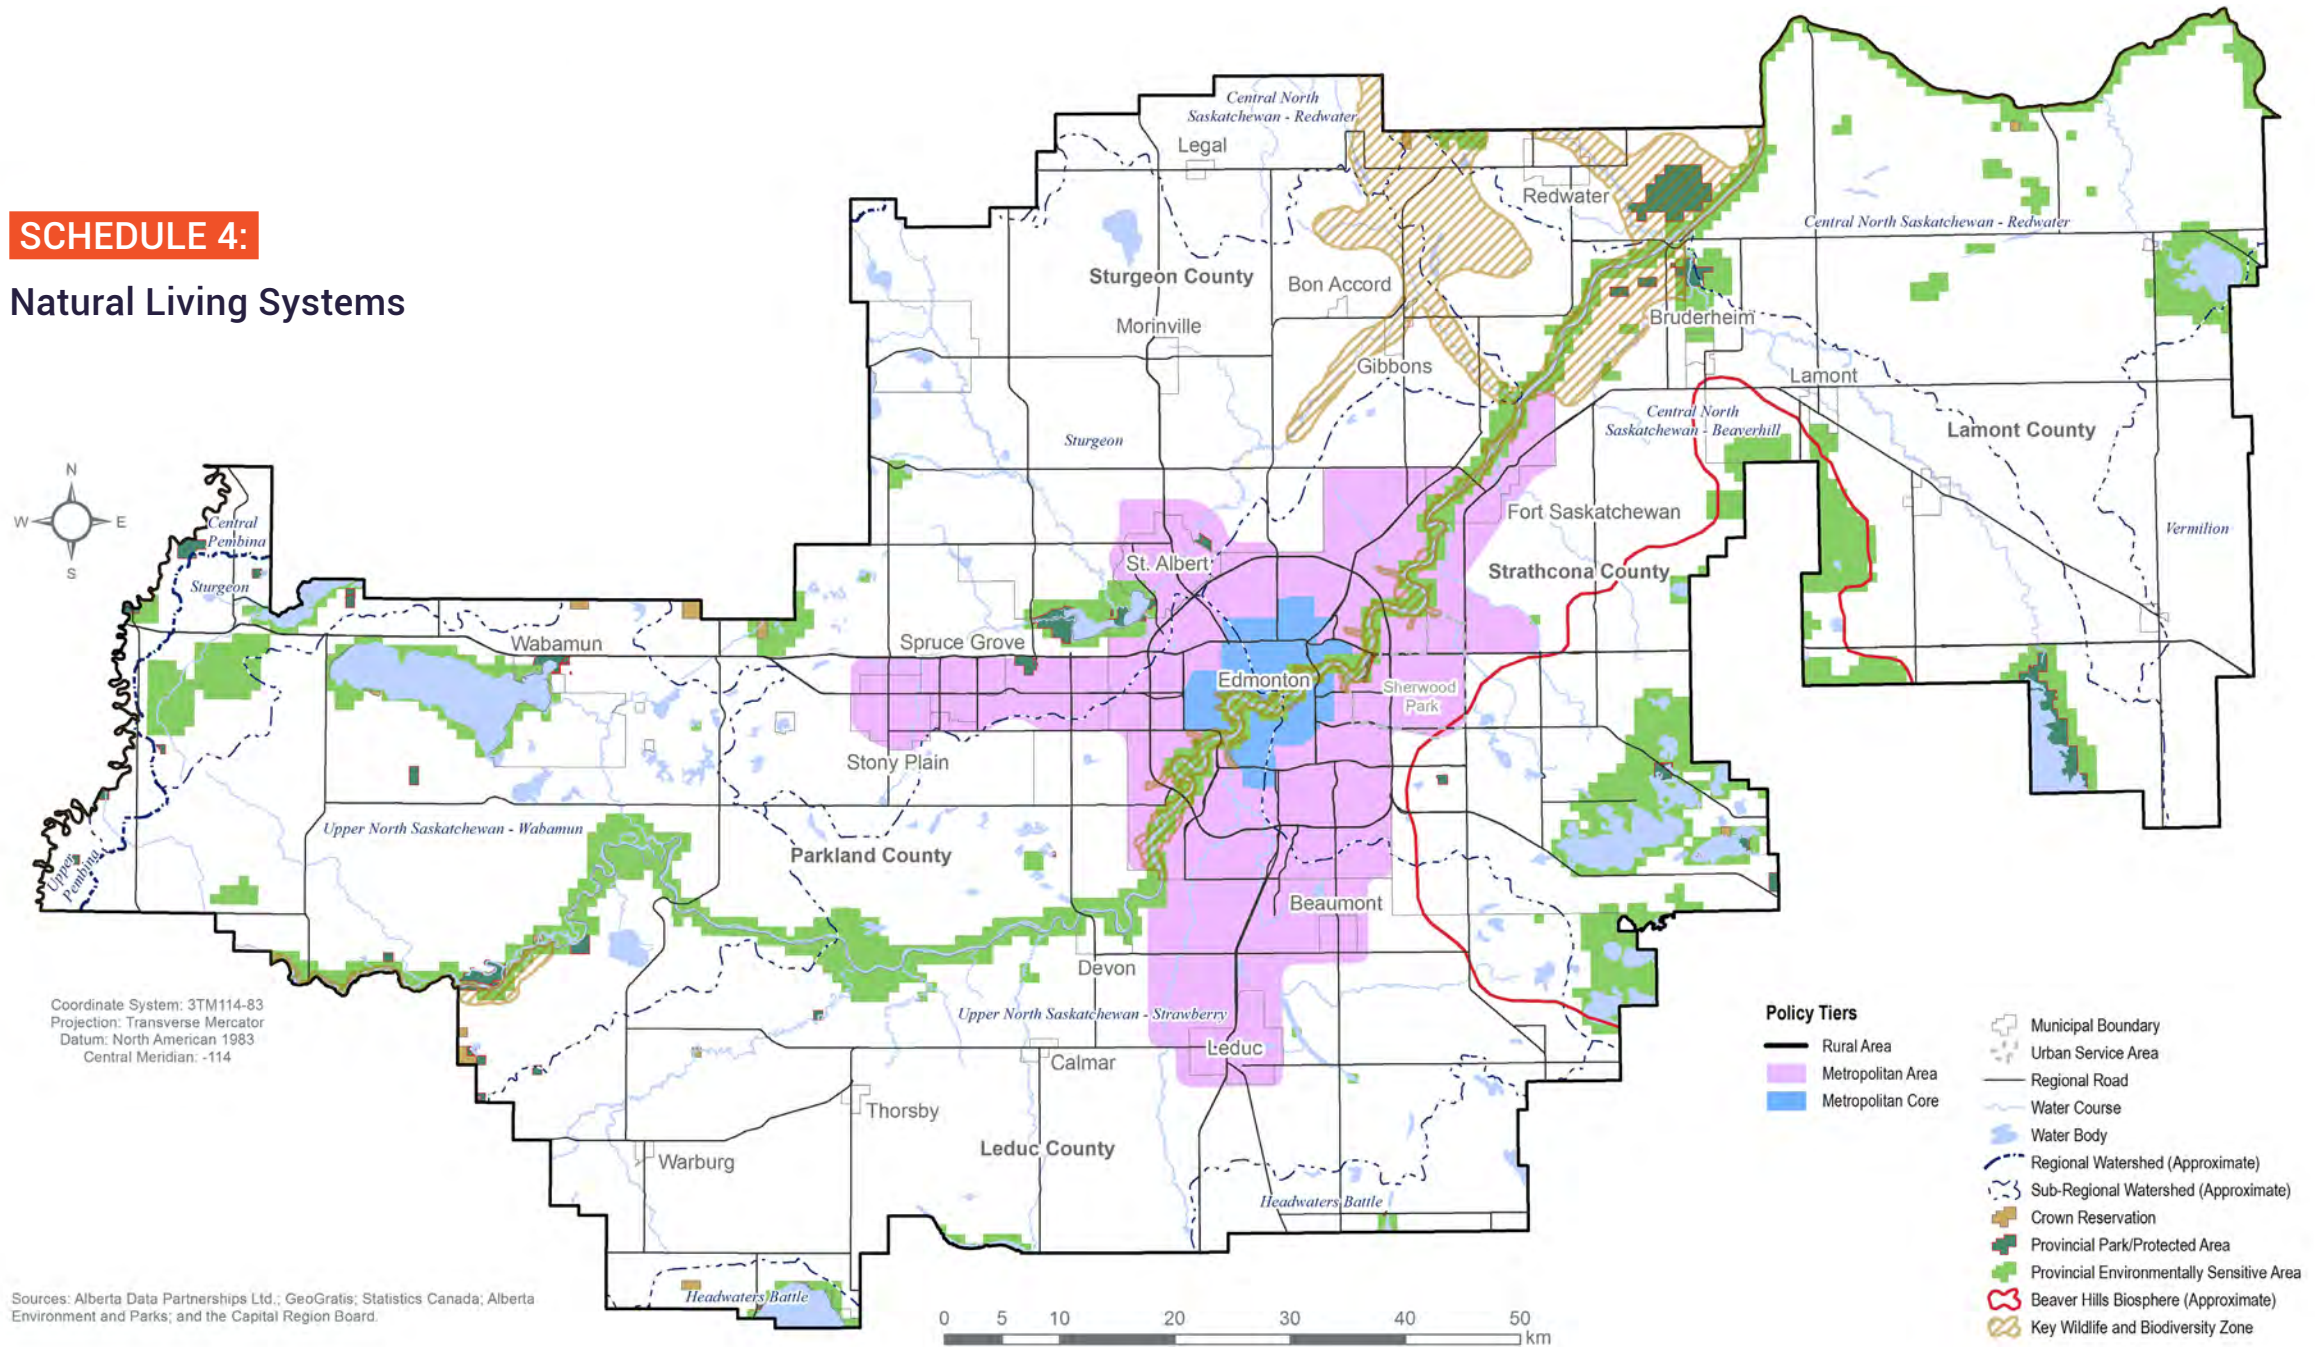 SCHEDULE 4:
Natural Living Systems
Central North
Saskatchewan - Redwater
Legal
Redwater
Central North Saskatchewan - Redwater
Sturgeon County
Bon Accord
Morinville
Bruderheim
Gibbons
Lamont
Central North
Saskatchewan - Beaverhill
Lamont County
Sturgeon
N
W
E
S
Central
Pembina
Fort Saskatchewan
Vermilion
St. Albert
Strathcona County
Sturgeon
Wabamun
Spruce Grove
Edmonton
Sherwood
Park
Stony Plain
Upper North Saskatchewan - Wabamun
Parkland County
Upper
Pembina
Beaumont
Devon
Upper North Saskatchewan - Strawberry
Leduc
Calmar
Thorsby
Leduc County
Warburg
Headwaters Battle
Headwaters Battle
Coordinate System: 3TM114-83
Projection: Transverse Mercator
Datum: North American 1983
Central Meridian: -114
Policy Tiers
Rural Area
Metropolitan Area
Metropolitan Core
Municipal Boundary
Urban Service Area
Regional Road
Water Course
Water Body
Regional Watershed (Approximate)
Sub-Regional Watershed (Approximate)
Crown Reservation
Provincial Park/Protected Area
Provincial Environmentally Sensitive Area
Beaver Hills Biosphere (Approximate)
Key Wildlife and Biodiversity Zone
Sources: Alberta Data Partnerships Ltd.; GeoGratis; Statistics Canada; Alberta
Environment and Parks; and the Capital Region Board.
0 5 10 20 30 40 50
km